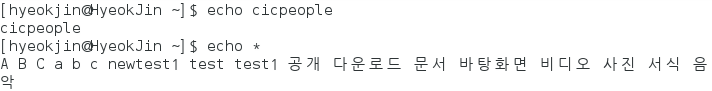 [hyeokjin@HyeokJin ~]$ echo cicpeople
cicpeople
[hyeokjin@HyeokJin ~]$ echo *
A B C a b c newtest1 test test1 공개 다운로드 문서 바탕화면 비디오 사진 서식 음
악